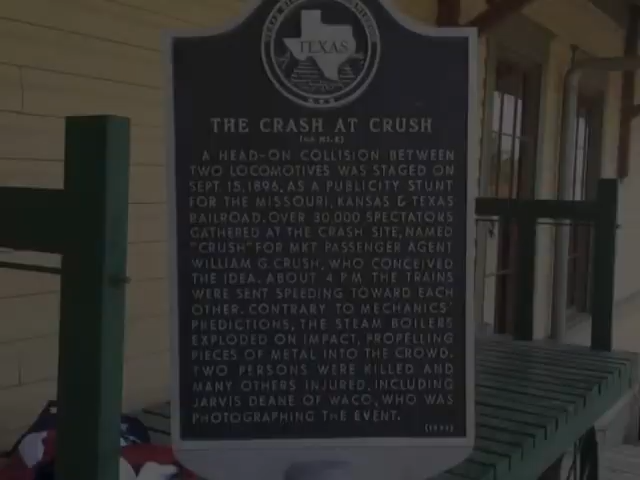 TEXAS
THE CRASH AT CRUSH
A HEAD-ON COLLISION BETWEEN
TWO LOCOMOTIVES WAS STAGED ON
SEPT. 15, 1896, AS A PUBLICITY STUNT
FOR THE MISSOURI, KANSAS & TEXAS
RAILROAD. OVER 30,000 SPECTATORS
GATHERED AT THE CRASH SITE, NAMED
"CRUSH" FOR MKT PASSENGER AGENT
WILLIAM G. CRUSH, WHO CONCEIVED
THE IDEA. ABOUT 4 P.M. THE TRAINS
WERE SENT SPEEDING TOWARD EACH
OTHER. CONTRARY TO MECHANICS'
PREDICTIONS, THE STEAM BOILERS
EXPLODED ON IMPACT, PROPELLING
PIECES OF METAL INTO THE CROWD.
TWO PERSONS WERE KILLED AND
MANY OTHERS INJURED, INCLUDING
JARVIS DEANE OF WACO, WHO WAS
PHOTOGRAPHING THE EVENT.